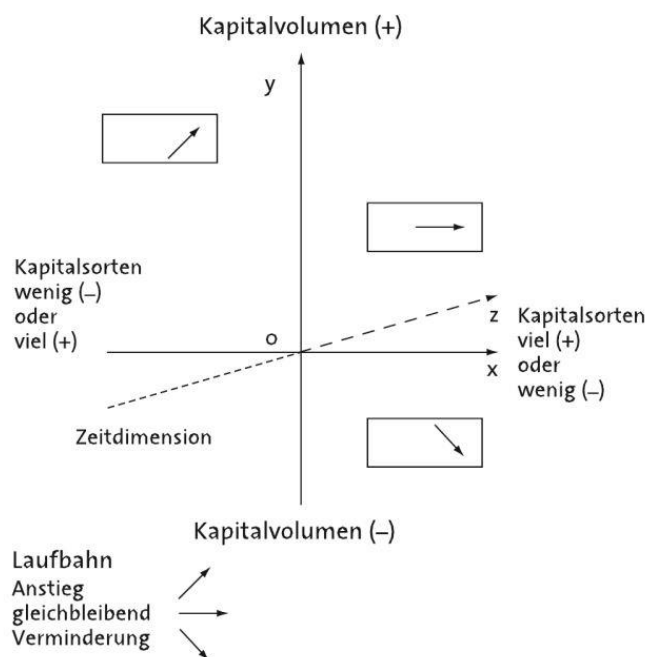 Kapitalvolumen (+)
y
Kapitalsorten
wenig (–)
oder
viel (+)
o
z
x
Kapitalsorten
viel (+)
oder
wenig (–)
Zeitdimension
Kapitalvolumen (–)
Laufbahn
Anstieg
gleichbleibend
Verminderung